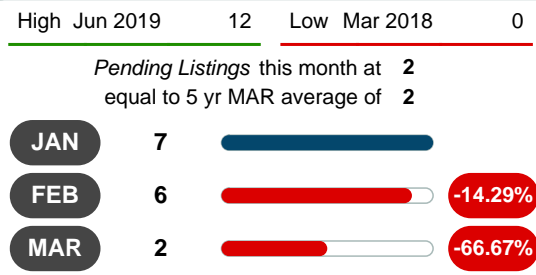 High Jun 2019 12 Low Mar 2018 0
Pending Listings this month at 2
equal to 5 yr MAR average of 2
JAN 7
FEB 6 -14.29%
MAR 2 -66.67%